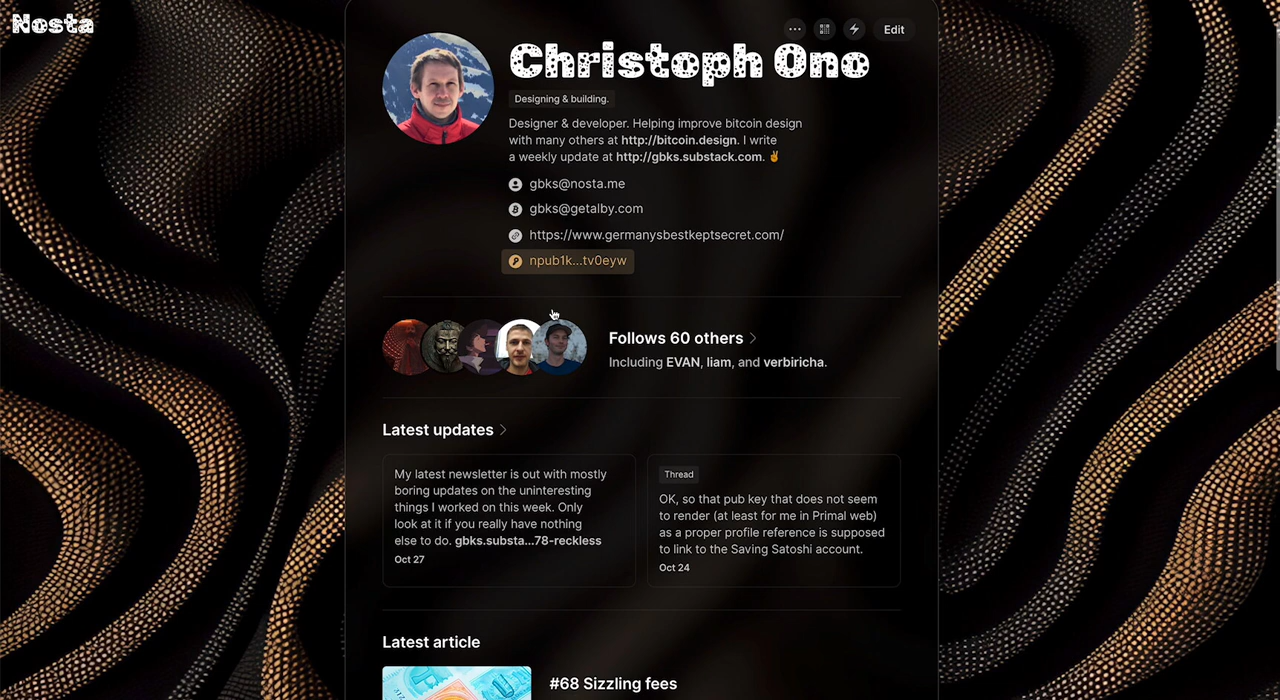 Nosta
Edit
Christoph Ono
Designing & building.
Designer & developer. Helping improve bitcoin design
with many others at http://bitcoin.design. I write
a weekly update at http://gbks.substack.com. ✌️
gbks@nosta.me
gbks@getalby.com
https://www.germanysbestkeptsecret.com/
npub1k...tv0eyw
Follows 60 others
Including EVAN, liam, and verbiricha.
Latest updates
My latest newsletter is out with mostly
boring updates on the uninteresting
things I worked on this week. Only
look at it if you really have nothing
else to do. gbks.substa...78-reckless
Oct 27
Thread
OK, so that pub key that does not seem
to render (at least for me in Primal web)
as a proper profile reference is supposed
to link to the Saving Satoshi account.
Oct 24
Latest article
#68 Sizzling fees